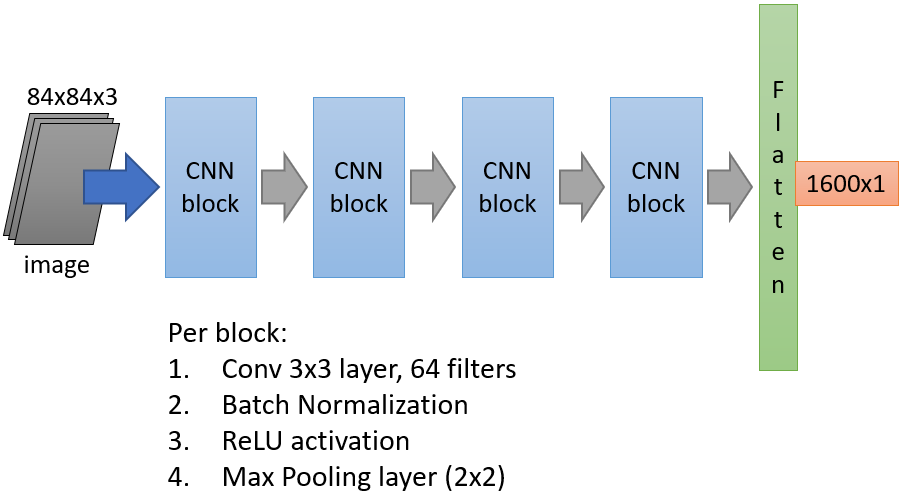 84x84x3
image
CNN
block
CNN
block
CNN
block
CNN
block
Flatten
1600x1
Per block:
1. Conv 3x3 layer, 64 filters
2. Batch Normalization
3. ReLU activation
4. Max Pooling layer (2x2)